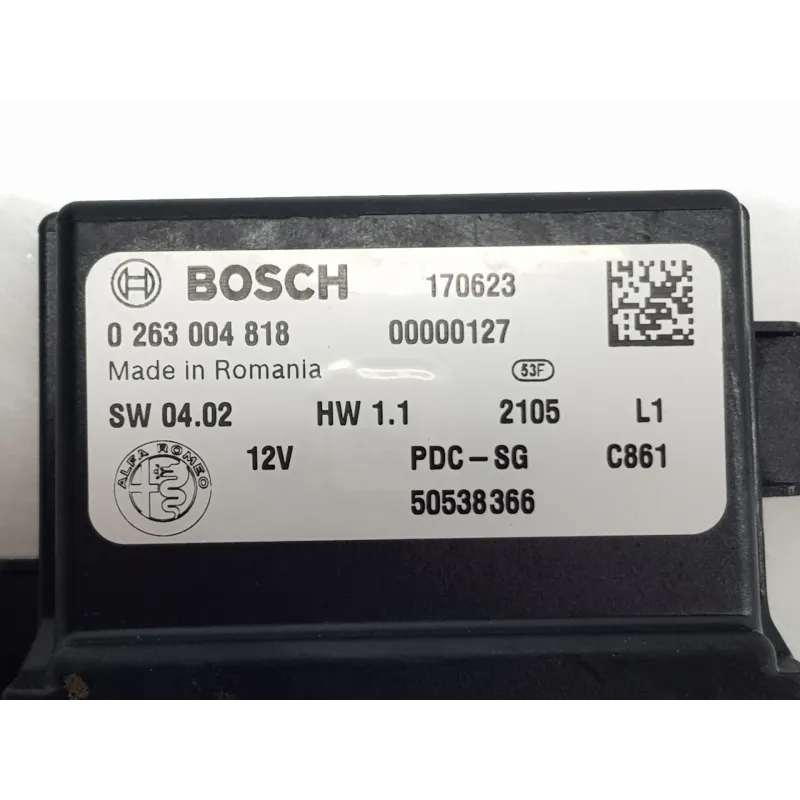 BOSCH 170623
0 263 004 818 00000127
Made in Romania 53F
SW 04.02 HW 1.1 2105 L1
ALFA ROMEO 12V PDC-SG C861
50538366